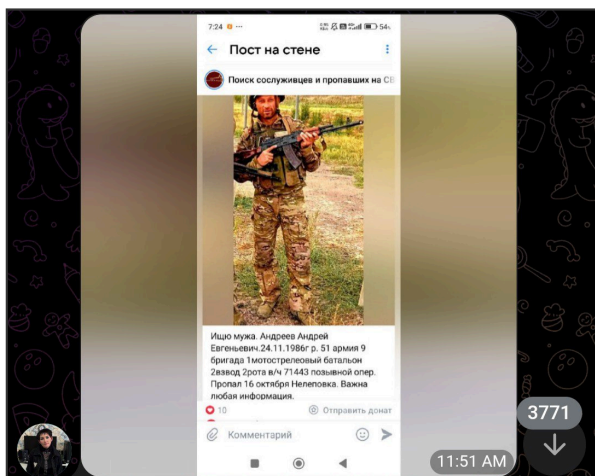 7:24
54%
Пост на стене
Поиск сослуживцев и пропавших на СВ
Ищю мужа. Андреев Андрей
Евгеньевич.24.11.1986г р. 51 армия 9
бригада 1мотострелеовый батальон
2взвод 2рота в/ч 71443 позывной опер.
Пропал 16 октября Нелеповка. Важна
любая информация.
10
Отправить донат
Комментарий
3771
11:51 AM